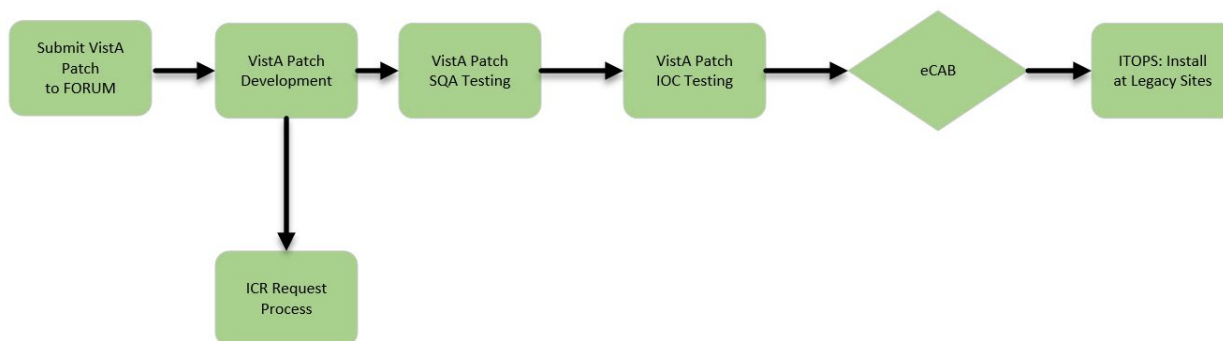 Submit VistA
Patch
to FORUM
VistA Patch
Development
VistA Patch
SQA Testing
VistA Patch
IOC Testing
eCAB
ITOPS: Install
at Legacy Sites
ICR Request
Process